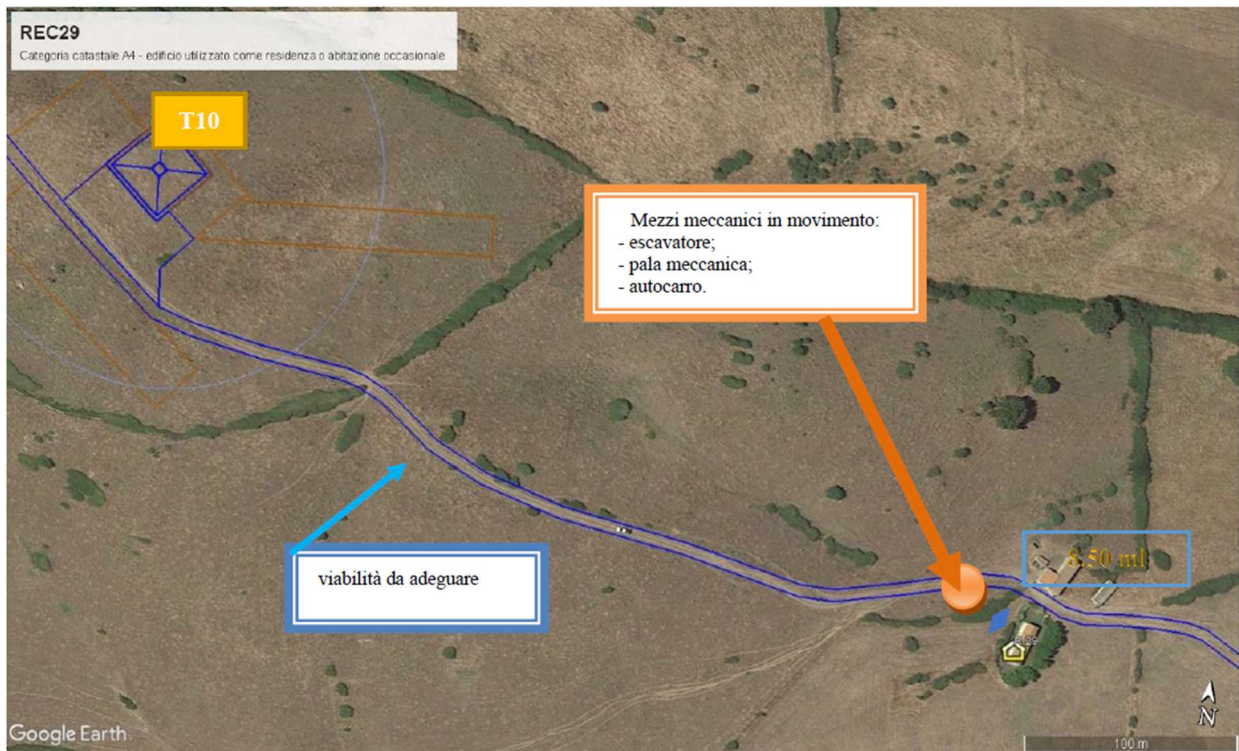 REC29
Categoria catastale A4 - edificio utilizzato come residenza o abitazione occasionale
T10
Mezzi meccanici in movimento:
- escavatore;
- pala meccanica;
- autocarro.
8.50 ml
viabilità da adeguare
N
Google Earth
100 m